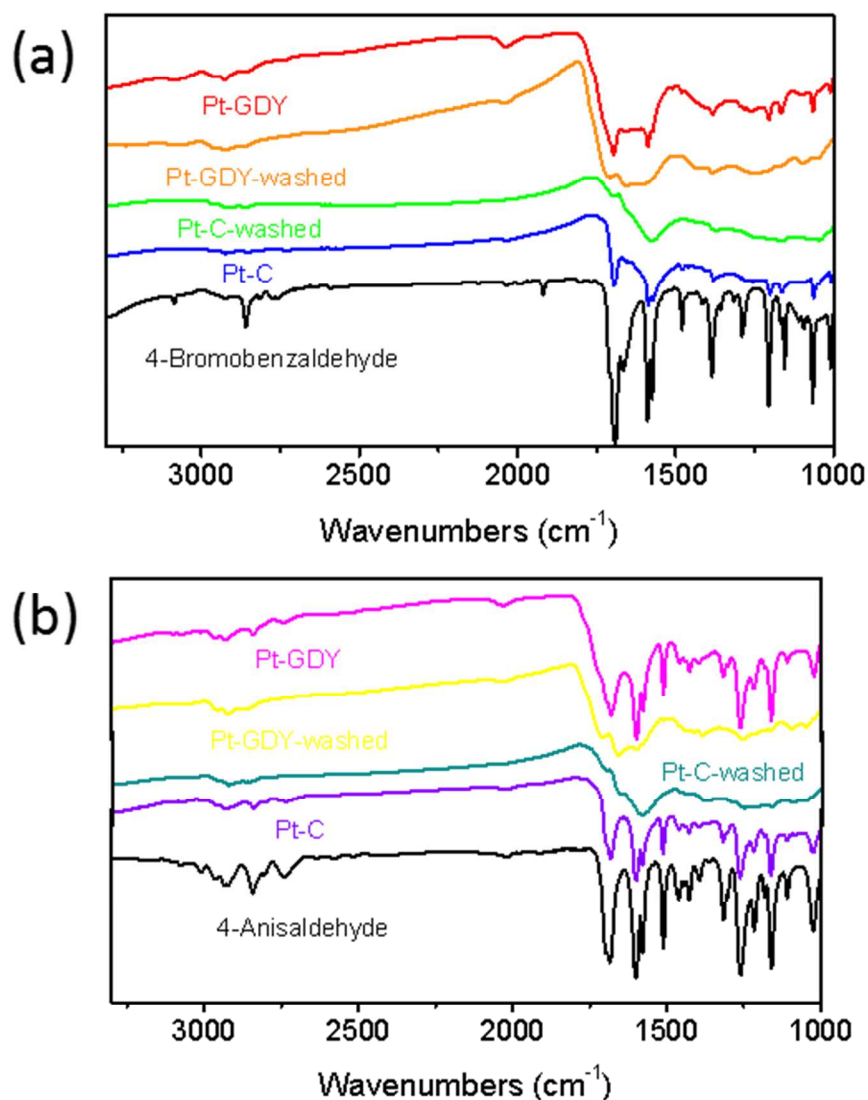 (a)
Pt-GDY
Pt-GDY-washed
Pt-C-washed
Pt-C
4-Bromobenzaldehyde
3000 2500 2000 1500 1000
Wavenumbers (cm⁻¹)
(b)
Pt-GDY
Pt-GDY-washed
Pt-C-washed
Pt-C
4-Anisaldehyde
3000 2500 2000 1500 1000
Wavenumbers (cm⁻¹)